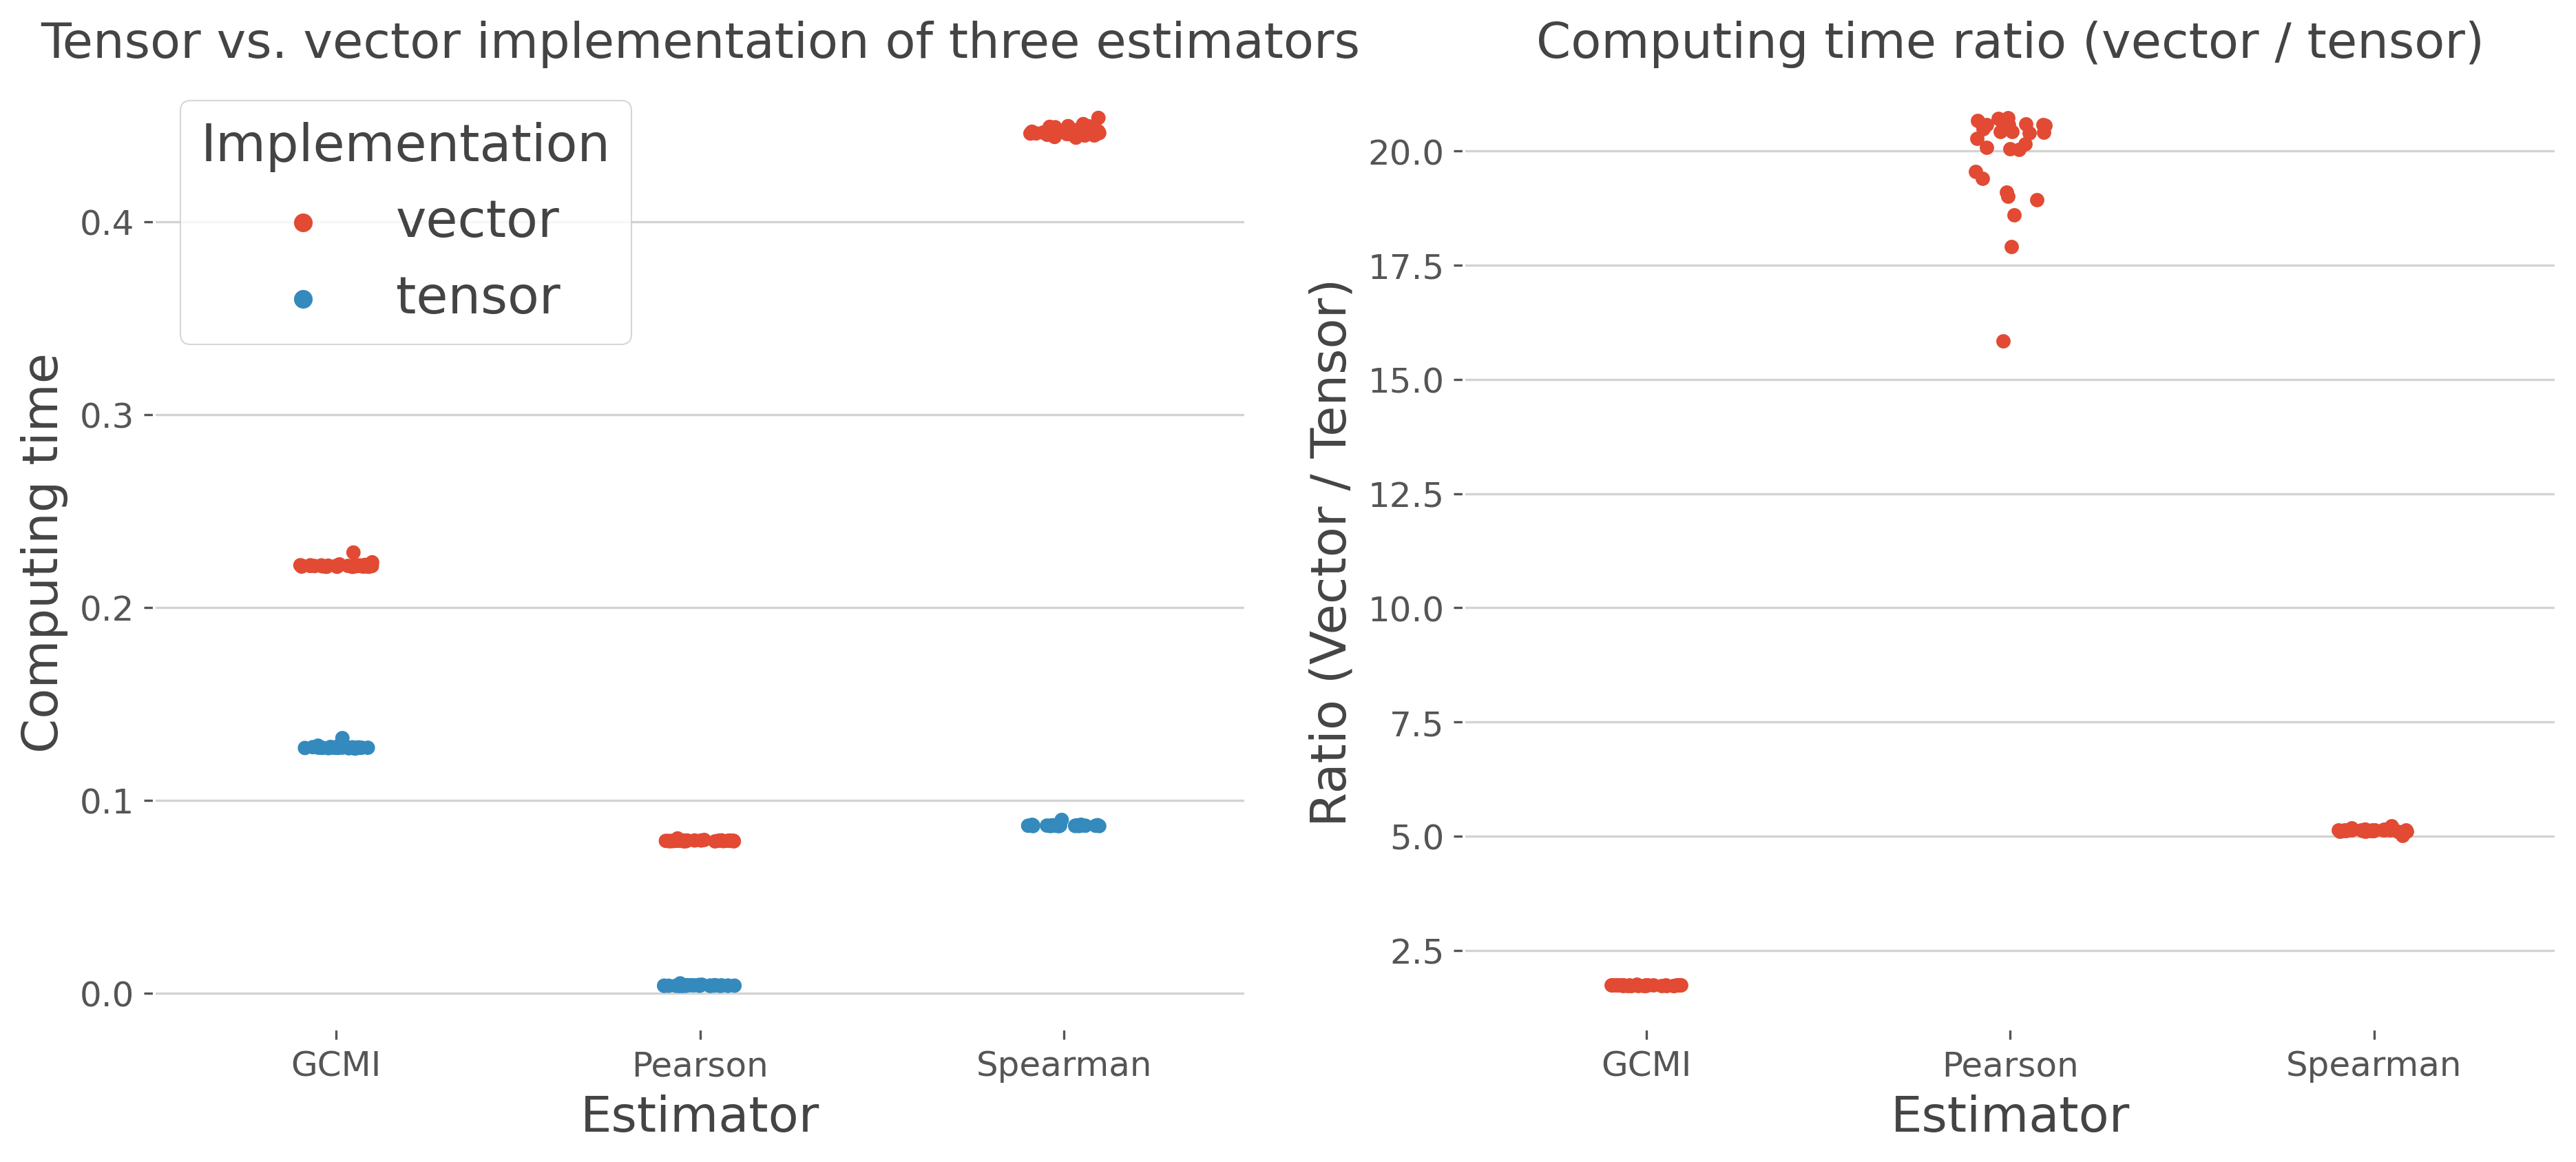 Tensor vs. vector implementation of three estimators
Implementation
vector
tensor
Computing time
0.4
0.3
0.2
0.1
0.0
GCMI
Pearson
Spearman
Estimator
Computing time ratio (vector / tensor)
Ratio (Vector / Tensor)
20.0
17.5
15.0
12.5
10.0
7.5
5.0
2.5
GCMI
Pearson
Spearman
Estimator